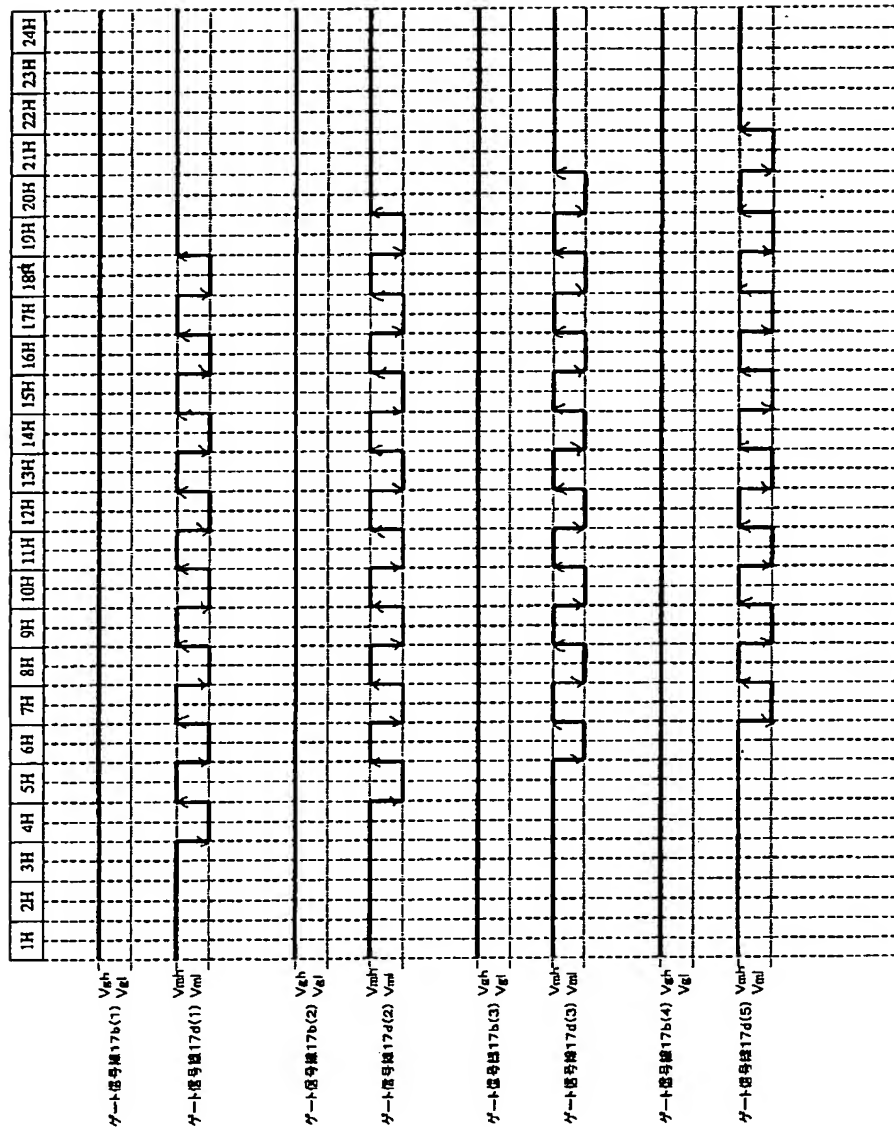 1H 2H 3H 4H 5H 6H 7H 8H 9H 10H 11H 12H 13H 14H 15H 16H 17H 18H 19H 20H 21H 22H 23H 24H
ゲート信号線17b(1) Vgh
Vgl
ゲート信号線17d(1) Vmh
Vml
ゲート信号線17b(2) Vgh
Vgl
ゲート信号線17d(2) Vmh
Vml
ゲート信号線17b(3) Vgh
Vgl
ゲート信号線17d(3) Vmh
Vml
ゲート信号線17b(4) Vgh
Vgl
ゲート信号線17d(5) Vmh
Vml